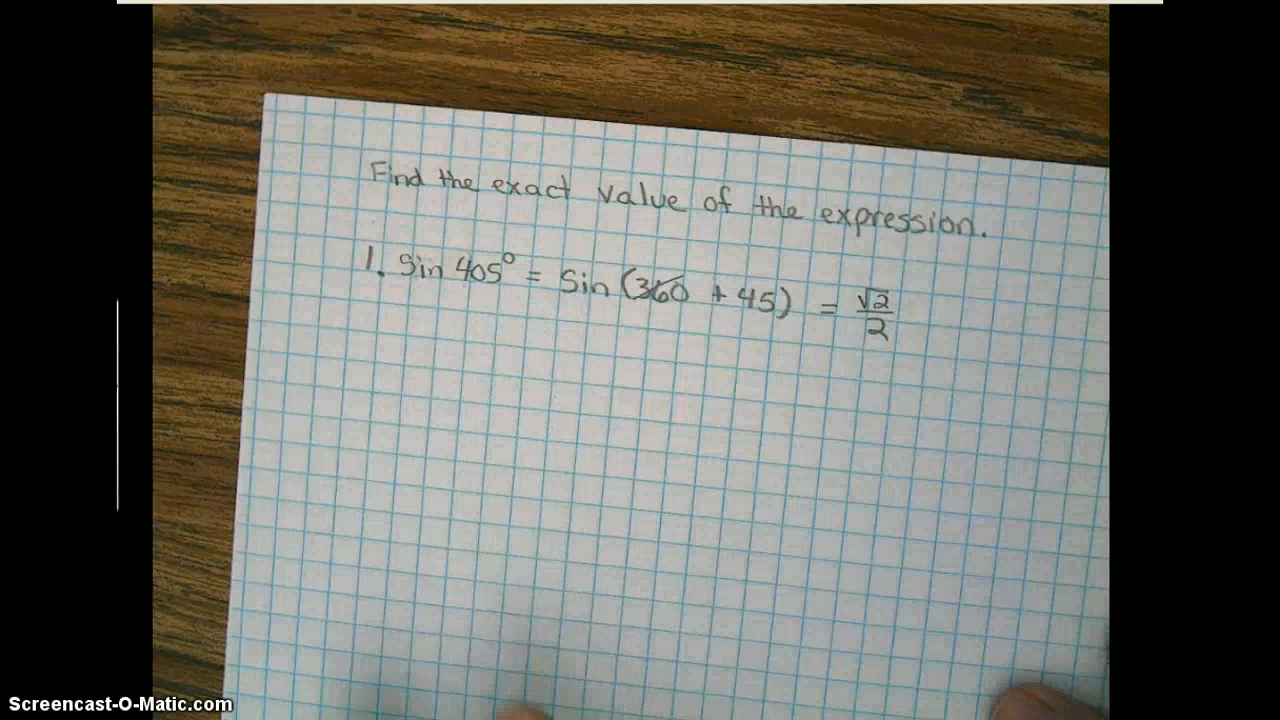 Find the exact value of the expression.
1. Sin 405° = Sin (360 + 45) = √2/2
Screencast-O-Matic.com